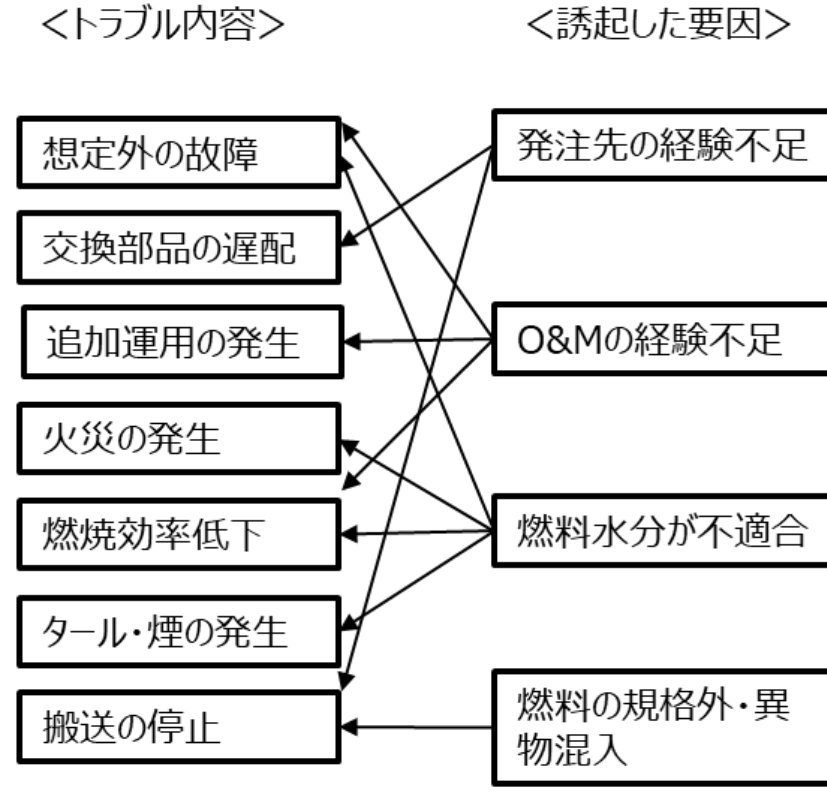 ＜トラブル内容＞
＜誘起した要因＞
想定外の故障
交換部品の遅配
追加運用の発生
火災の発生
燃焼効率低下
タール・煙の発生
搬送の停止
発注先の経験不足
O&Mの経験不足
燃料水分が不適合
燃料の規格外・異
物混入